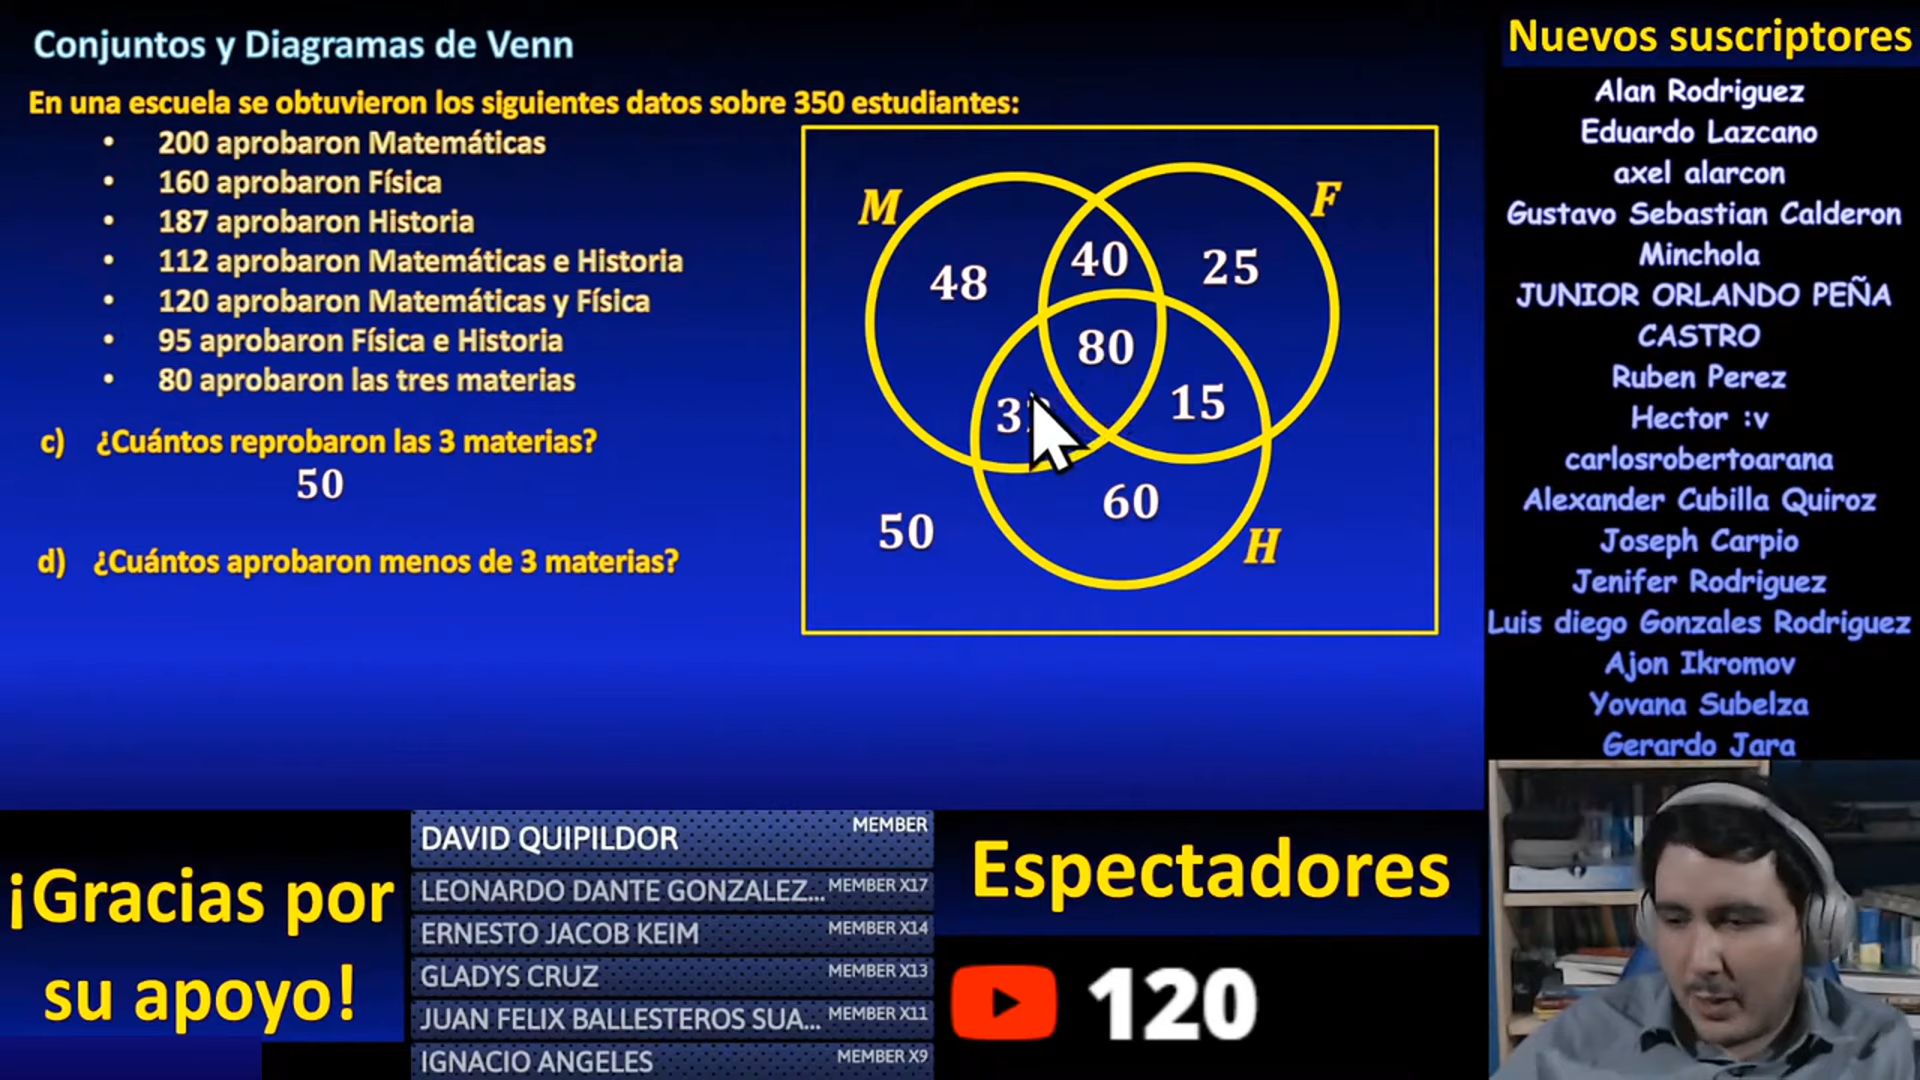 Conjuntos y Diagramas de Venn
En una escuela se obtuvieron los siguientes datos sobre 350 estudiantes:
• 200 aprobaron Matemáticas
• 160 aprobaron Física
• 187 aprobaron Historia
• 112 aprobaron Matemáticas e Historia
• 120 aprobaron Matemáticas y Física
• 95 aprobaron Física e Historia
• 80 aprobaron las tres materias
c) ¿Cuántos reprobaron las 3 materias?
50
d) ¿Cuántos aprobaron menos de 3 materias?
M
F
48
40
25
80
15
60
50
H
Nuevos suscriptores
Alan Rodriguez
Eduardo Lazcano
axel alarcon
Gustavo Sebastian Calderon
Minchola
JUNIOR ORLANDO PEÑA
CASTRO
Ruben Perez
Hector :v
carlosrobertoarana
Alexander Cubilla Quiroz
Joseph Carpio
Jenifer Rodriguez
Luis diego Gonzales Rodriguez
Ajon Ikromov
Yovana Subelza
Gerardo Jara
¡Gracias por
su apoyo!
DAVID QUIPILDOR MEMBER
LEONARDO DANTE GONZALEZ... MEMBER X17
ERNESTO JACOB KEIM MEMBER X14
GLADYS CRUZ MEMBER X13
JUAN FELIX BALLESTEROS SUA... MEMBER X11
IGNACIO ANGELES MEMBER X9
Espectadores
120